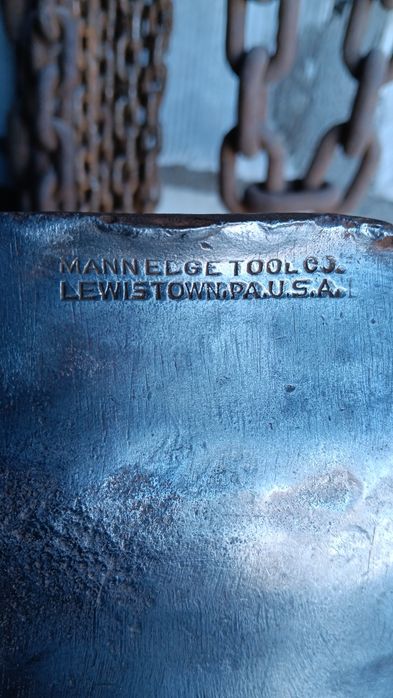 MANN EDGE TOOL CO.
LEWISTOWN, PA. U.S.A.